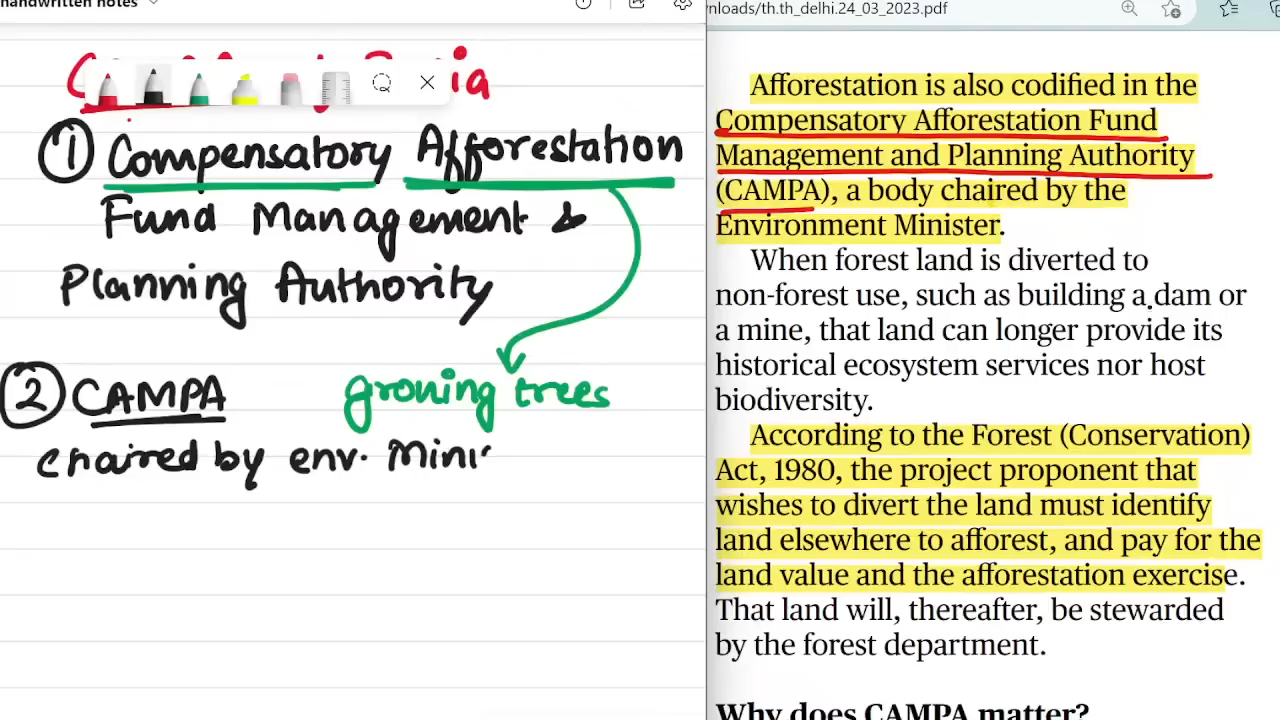 handwritten notes
① Compensatory Afforestation
Fund Management &
Planning Authority
② CAMPA
growing trees
chaired by env. Mini
nloads/th.th_delhi.24_03_2023.pdf
Afforestation is also codified in the
Compensatory Afforestation Fund
Management and Planning Authority
(CAMPA), a body chaired by the
Environment Minister.
When forest land is diverted to
non-forest use, such as building a dam or
a mine, that land can longer provide its
historical ecosystem services nor host
biodiversity.
According to the Forest (Conservation)
Act, 1980, the project proponent that
wishes to divert the land must identify
land elsewhere to afforest, and pay for the
land value and the afforestation exercise.
That land will, thereafter, be stewarded
by the forest department.
Why does CAMPA matter?